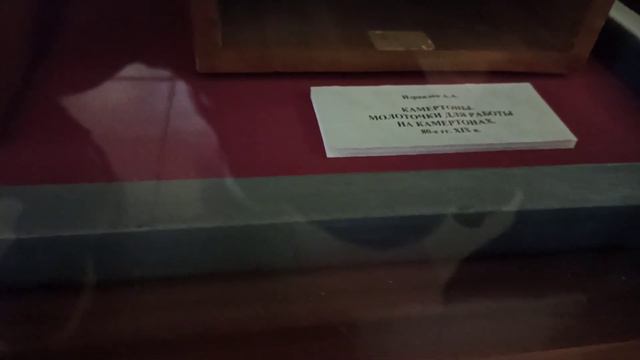 КАМЕРТОНЫ.
МОЛОТОЧКИ ДЛЯ РАБОТЫ
НА КАМЕРТОНАХ.
80-е гг. XIX в.